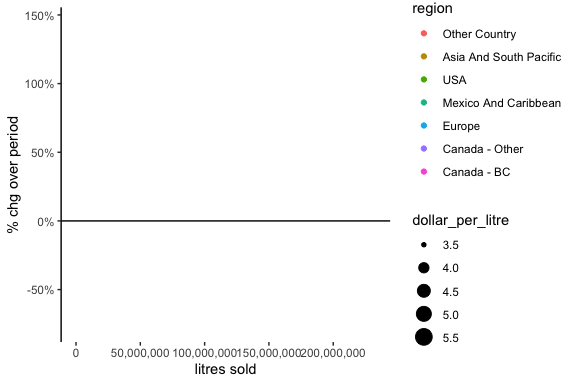 150%
100%
50%
0%
-50%
% chg over period
0 50,000,000 100,000,000 150,000,000 200,000,000
litres sold
region
Other Country
Asia And South Pacific
USA
Mexico And Caribbean
Europe
Canada - Other
Canada - BC
dollar_per_litre
3.5
4.0
4.5
5.0
5.5